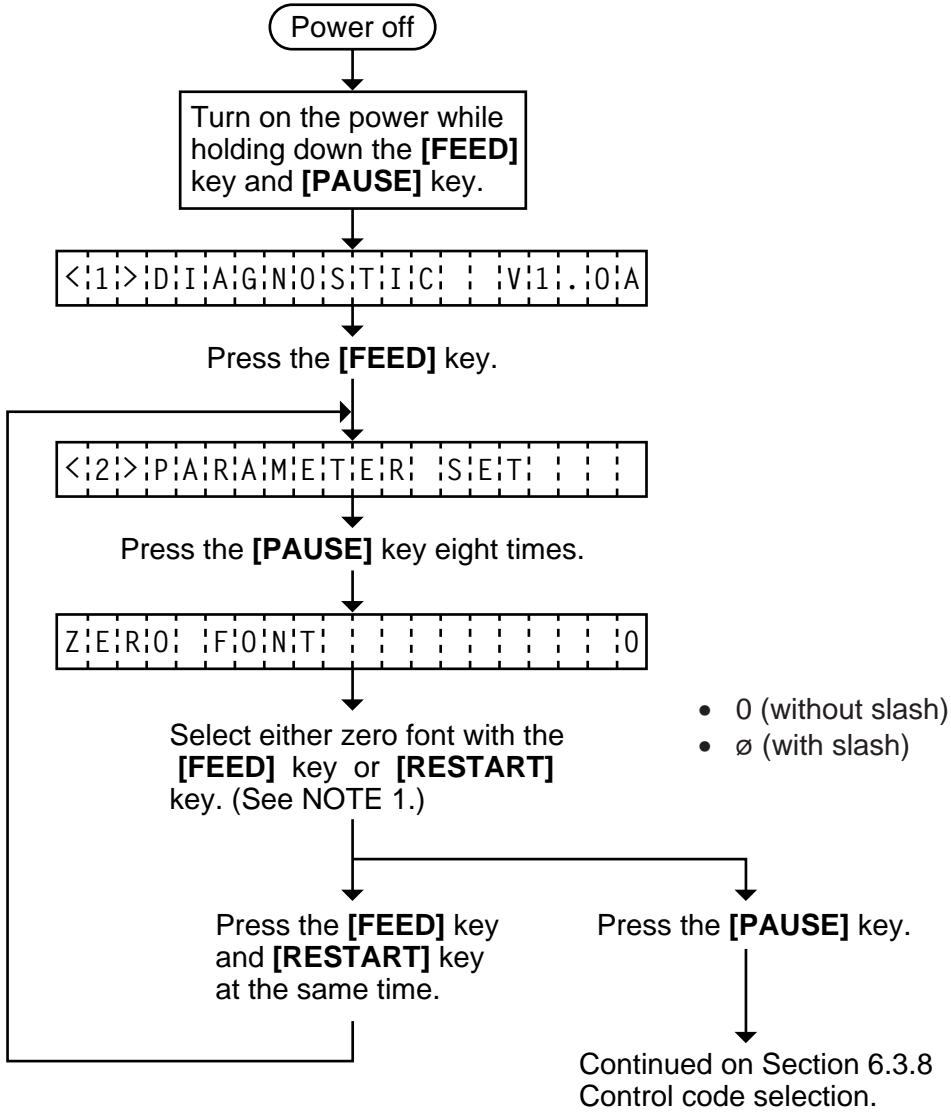 Power off
Turn on the power while
holding down the [FEED]
key and [PAUSE] key.
<1>DIAGNOSTIC  V1.0A
Press the [FEED] key.
<2>PARAMETER SET
Press the [PAUSE] key eight times.
ZERO FONT          0
Select either zero font with the
[FEED] key or [RESTART]
key. (See NOTE 1.)
• 0 (without slash)
• ø (with slash)
Press the [FEED] key
and [RESTART] key
at the same time.
Press the [PAUSE] key.
Continued on Section 6.3.8
Control code selection.